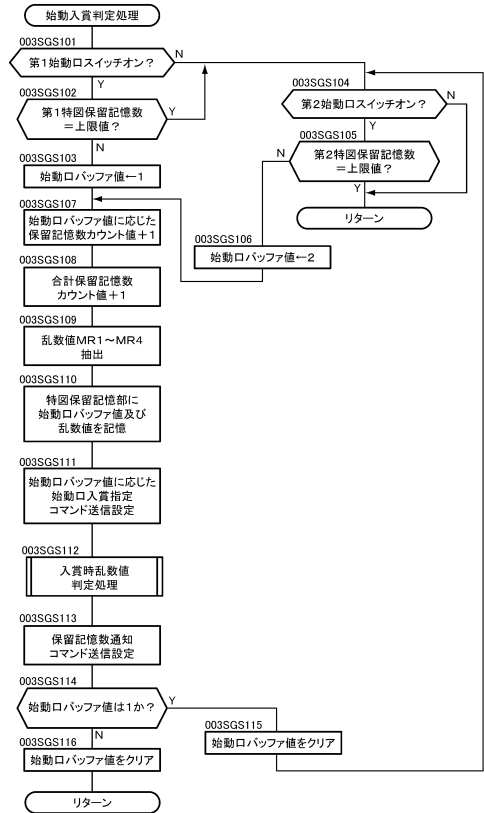 始動入賞判定処理
003SGS101
第1始動口スイッチオン？
N
Y
003SGS102
第1特図保留記憶数
＝上限値？
Y
N
003SGS103
始動口バッファ値←1
003SGS104
第2始動口スイッチオン？
N
Y
003SGS105
第2特図保留記憶数
＝上限値？
N
Y
リターン
003SGS106
始動口バッファ値←2
003SGS107
始動口バッファ値に応じた
保留記憶数カウント値＋1
003SGS108
合計保留記憶数
カウント値＋1
003SGS109
乱数値MR1～MR4
抽出
003SGS110
特図保留記憶部に
始動口バッファ値及び
乱数値を記憶
003SGS111
始動口バッファ値に応じた
始動口入賞指定
コマンド送信設定
003SGS112
入賞時乱数値
判定処理
003SGS113
保留記憶数通知
コマンド送信設定
003SGS114
始動口バッファ値は1か？
Y
N
003SGS115
始動口バッファ値をクリア
003SGS116
始動口バッファ値をクリア
リターン